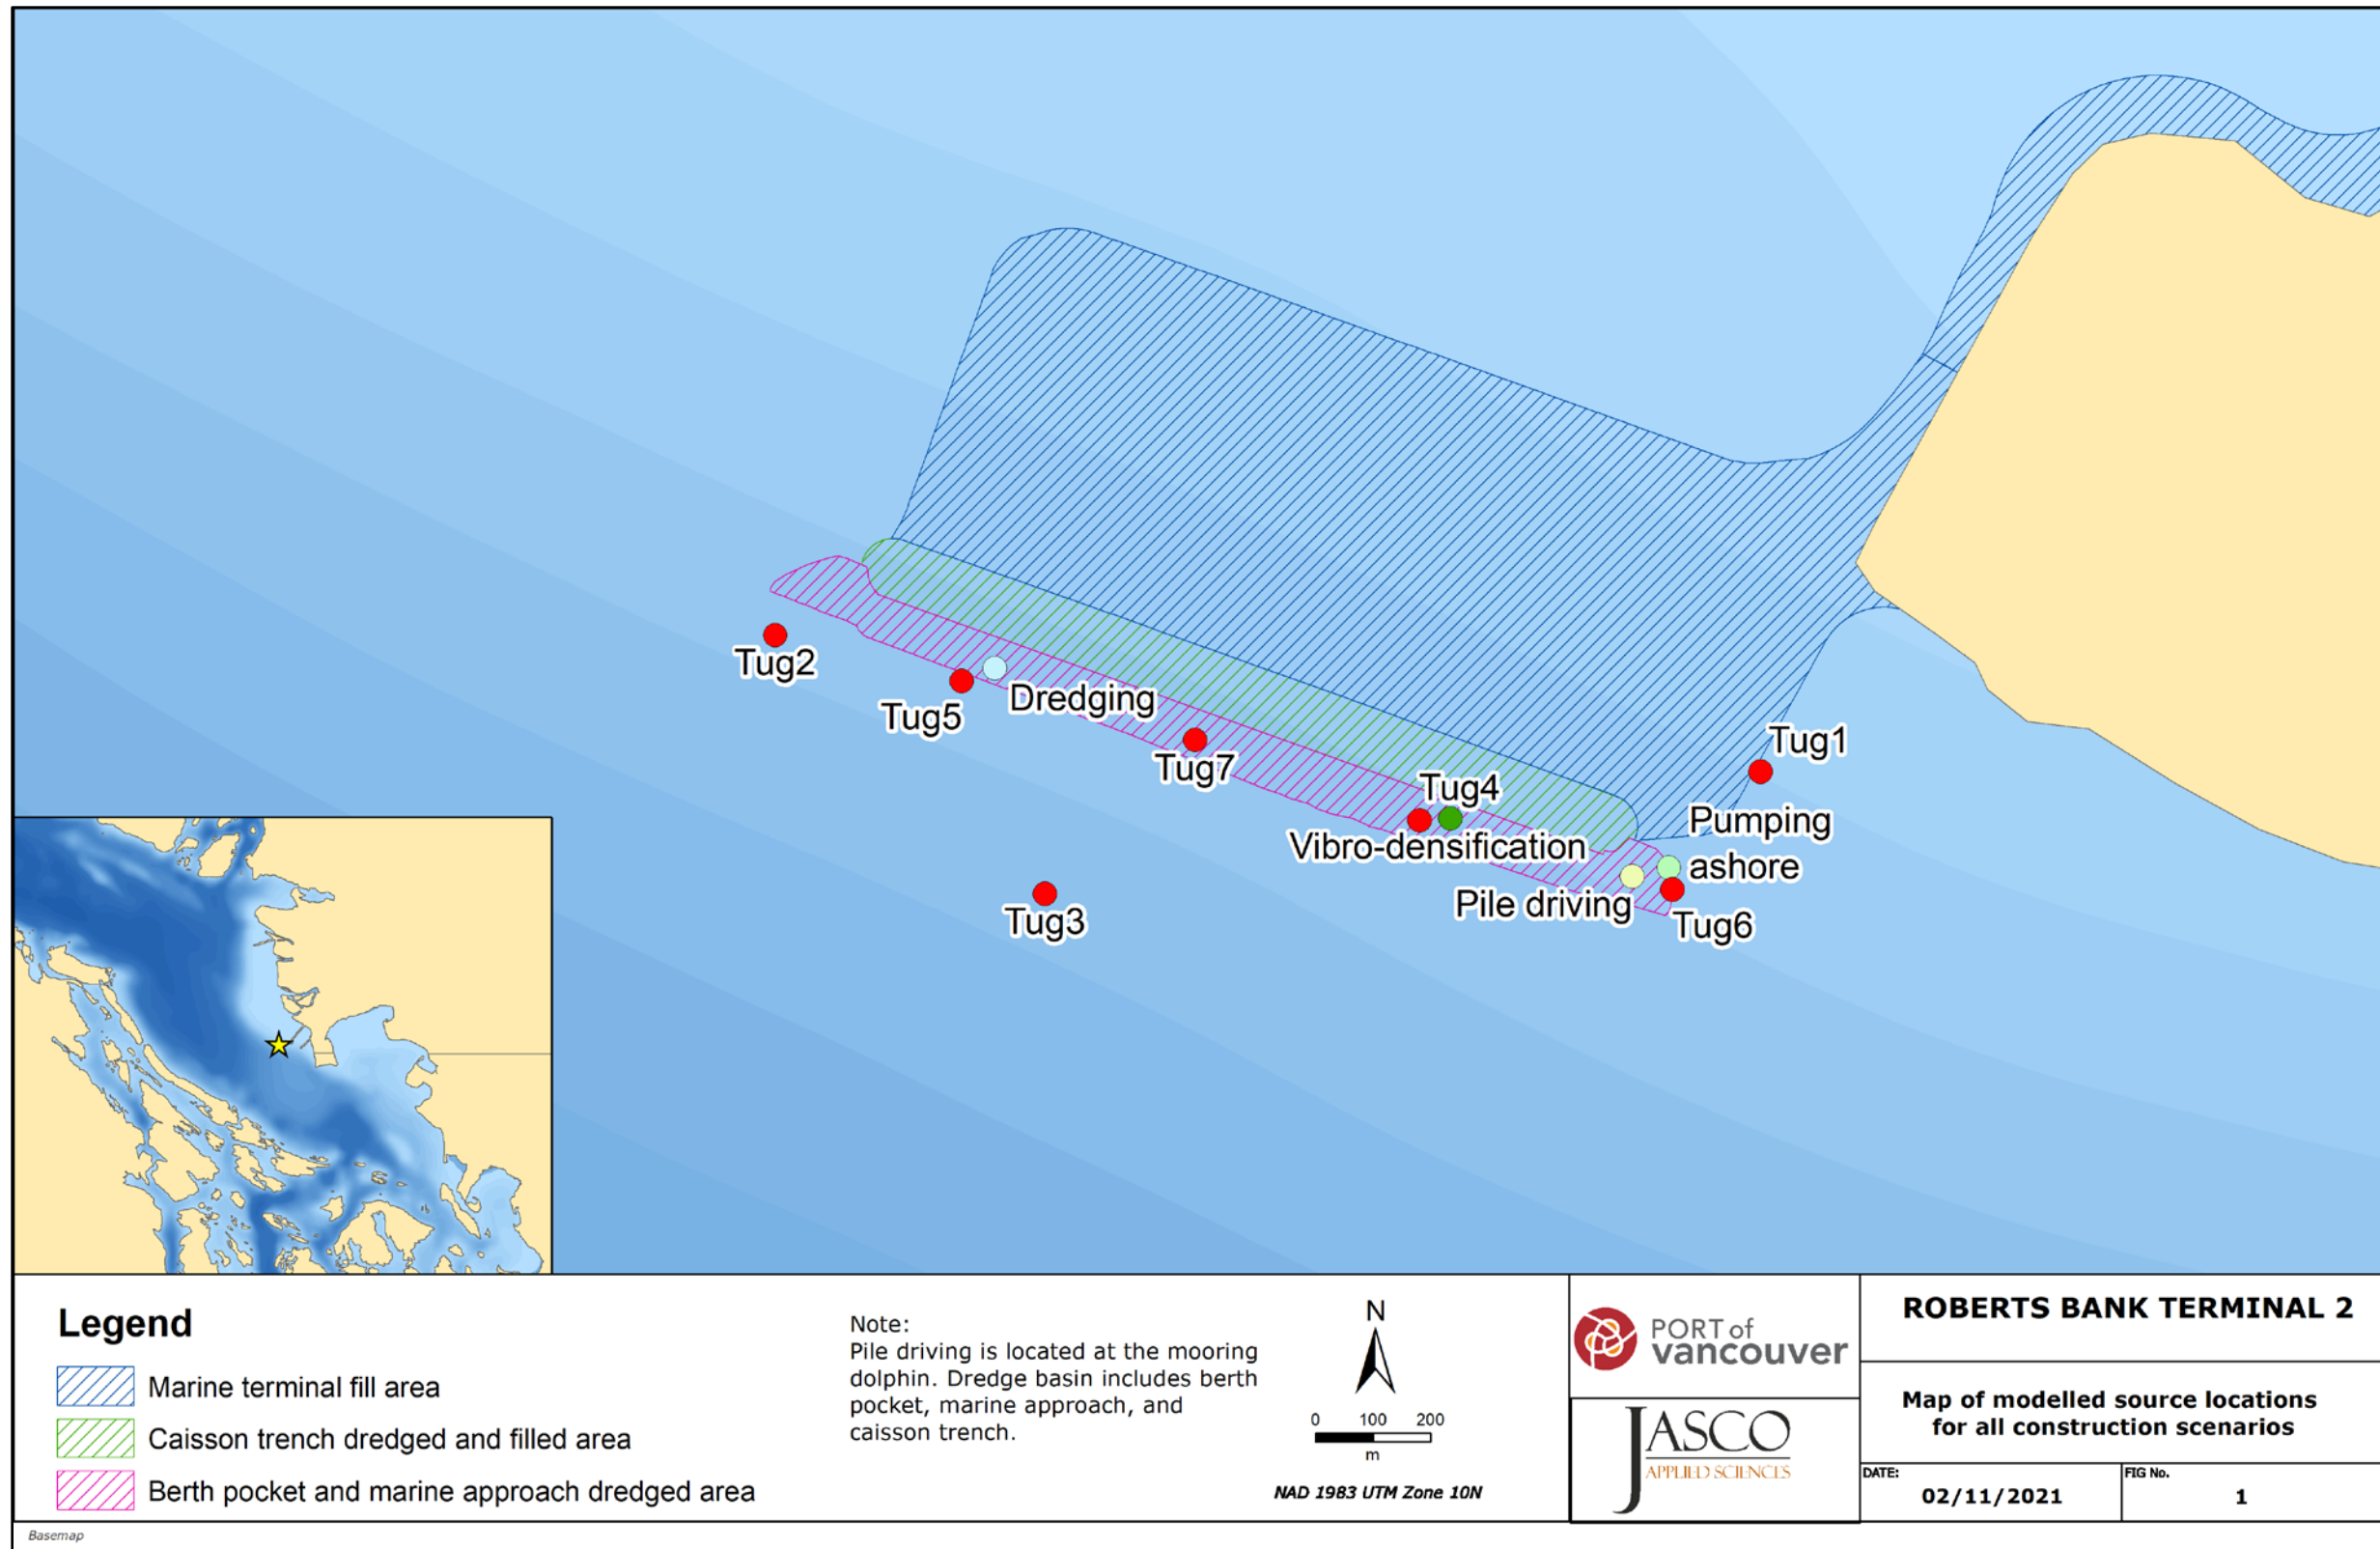 Tug2
Tug5
Dredging
Tug7
Tug4
Vibro-densification
Tug1
Pumping
ashore
Pile driving
Tug6
Tug3
Legend
Marine terminal fill area
Caisson trench dredged and filled area
Berth pocket and marine approach dredged area
Note:
Pile driving is located at the mooring
dolphin. Dredge basin includes berth
pocket, marine approach, and
caisson trench.
N
0 100 200
m
NAD 1983 UTM Zone 10N
PORT of
vancouver
JASCO
APPLIED SCIENCES
ROBERTS BANK TERMINAL 2
Map of modelled source locations
for all construction scenarios
DATE:
02/11/2021
FIG No.
1
Basemap